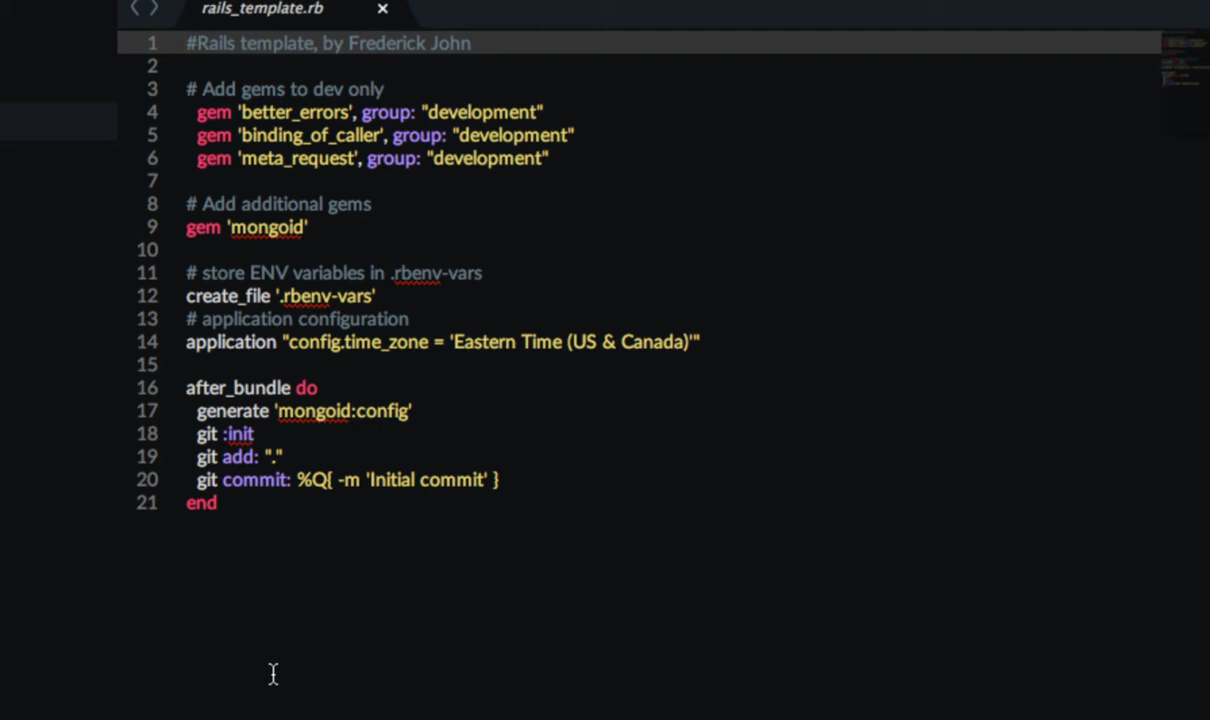 rails_template.rb
1 #Rails template, by Frederick John
2
3 # Add gems to dev only
4 gem 'better_errors', group: "development"
5 gem 'binding_of_caller', group: "development"
6 gem 'meta_request', group: "development"
7
8 # Add additional gems
9 gem 'mongoid'
10
11 # store ENV variables in .rbenv-vars
12 create_file '.rbenv-vars'
13 # application configuration
14 application "config.time_zone = 'Eastern Time (US & Canada)'"
15
16 after_bundle do
17 generate 'mongoid:config'
18 git :init
19 git add: "."
20 git commit: %Q{ -m 'Initial commit' }
21 end